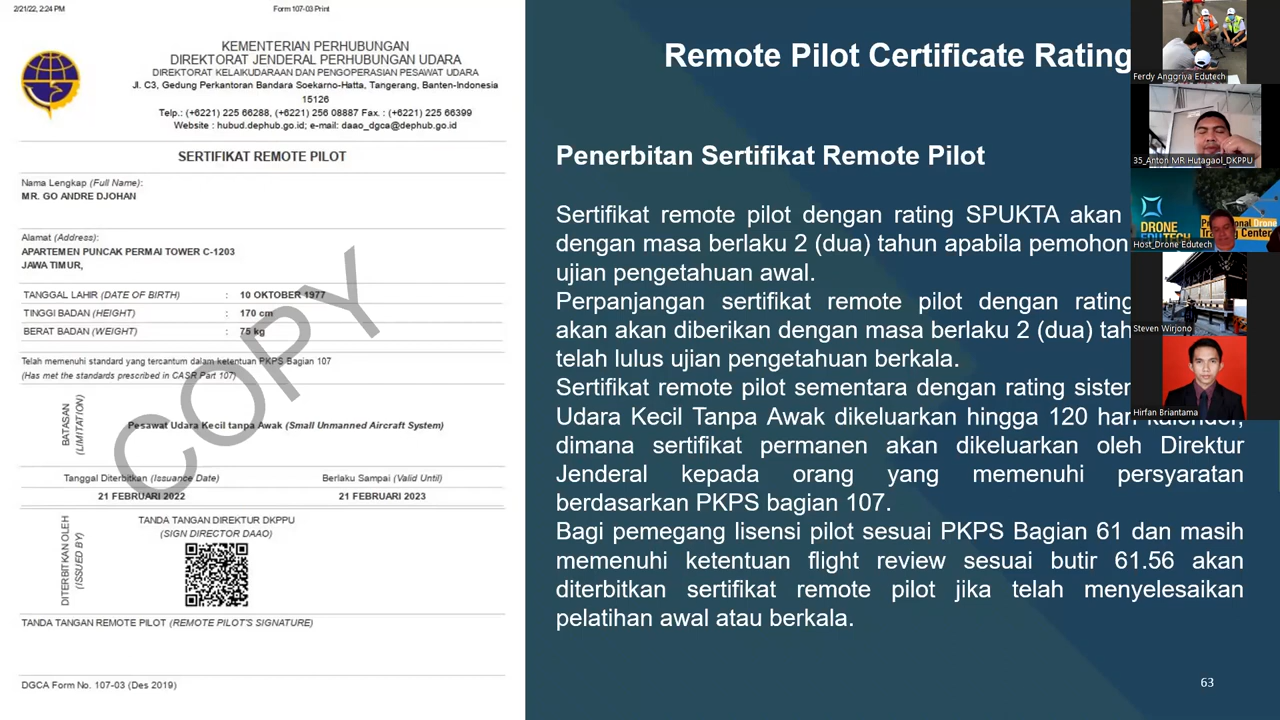 2/21/22, 2:24 PM
Form 107-03 Print
KEMENTERIAN PERHUBUNGAN
DIREKTORAT JENDERAL PERHUBUNGAN UDARA
DIREKTORAT KELAIKUDARAAN DAN PENGOPERASIAN PESAWAT UDARA
Jl. C3, Gedung Perkantoran Bandara Soekarno-Hatta, Tangerang, Banten-Indonesia
15126
Telp.: (+6221) 225 66288, (+6221) 256 08887 Fax. : (+6221) 225 66399
Website : hubud.dephub.go.id; e-mail: daao_dgca@dephub.go.id
SERTIFIKAT REMOTE PILOT
Nama Lengkap (Full Name):
MR. GO ANDRE DJOHAN
Alamat (Address):
APARTEMEN PUNCAK PERMAI TOWER C-1203
JAWA TIMUR,
TANGGAL LAHIR (DATE OF BIRTH) : 10 OKTOBER 1977
TINGGI BADAN (HEIGHT) : 170 cm
BERAT BADAN (WEIGHT) : 75 kg
Telah memenuhi standard yang tercantum dalam ketentuan PKPS Bagian 107
(Has met the standards prescribed in CASR Part 107)
BATASAN
(LIMITATION)
Pesawat Udara Kecil tanpa Awak (Small Unmanned Aircraft System)
Tanggal Diterbitkan (Issuance Date)
Berlaku Sampai (Valid Until)
21 FEBRUARI 2022
21 FEBRUARI 2023
DITERBITKAN OLEH
(ISSUED BY)
TANDA TANGAN DIREKTUR DKPPU
(SIGN DIRECTOR DAAO)
TANDA TANGAN REMOTE PILOT (REMOTE PILOT'S SIGNATURE)
DGCA Form No. 107-03 (Des 2019)
COPY
Remote Pilot Certificate Rating
Penerbitan Sertifikat Remote Pilot
Sertifikat remote pilot dengan rating SPUKTA akan
dengan masa berlaku 2 (dua) tahun apabila pemohon
ujian pengetahuan awal.
Perpanjangan sertifikat remote pilot dengan rating
akan akan diberikan dengan masa berlaku 2 (dua)
telah lulus ujian pengetahuan berkala.
Sertifikat remote pilot sementara dengan rating
Udara Kecil Tanpa Awak dikeluarkan hingga 120
dimana sertifikat permanen akan dikeluarkan oleh Direktur
Jenderal kepada orang yang memenuhi persyaratan
berdasarkan PKPS bagian 107.
Bagi pemegang lisensi pilot sesuai PKPS Bagian 61 dan masih
memenuhi ketentuan flight review sesuai butir 61.56 akan
diterbitkan sertifikat remote pilot jika telah menyelesaikan
pelatihan awal atau berkala.
63
Ferdy Anggriya Edutech
35_Anton MR Hutagaol_DKPPU
DRONE
EDUTECH
Host_Drone Edutech
Steven Wirjono
Hirfan Briantama